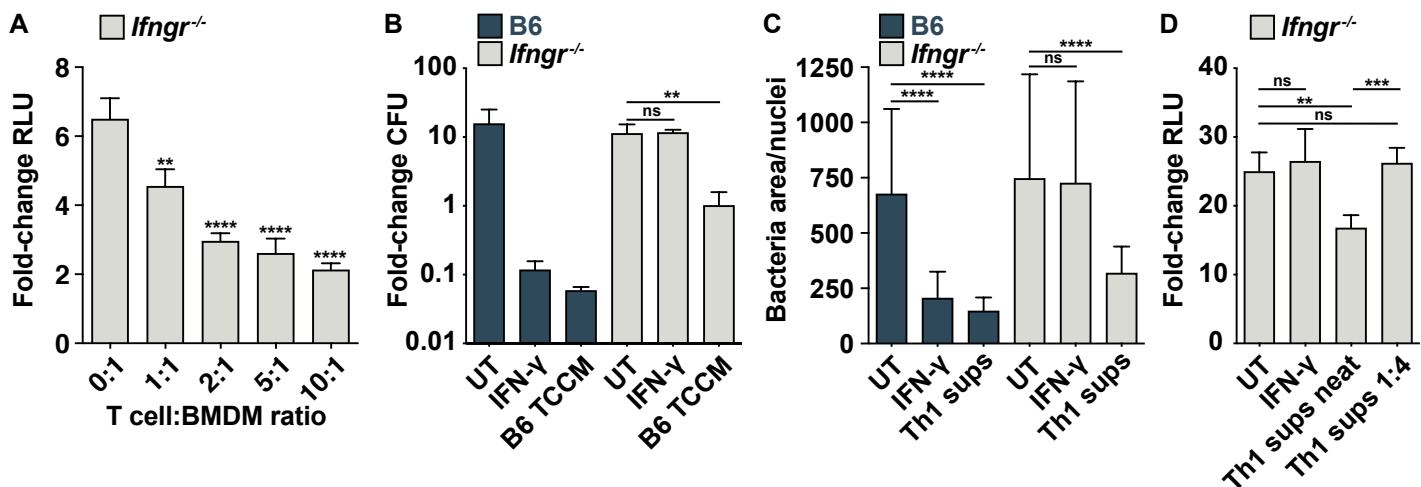 A
Ifngr-/-
Fold-change RLU
8
6
4
2
0
**
****
****
****
0:1
1:1
2:1
5:1
10:1
T cell:BMDM ratio
B
B6
Ifngr-/-
Fold-change CFU
100
10
1
0.1
0.01
**
ns
UT
IFN-γ
B6 TCCM
UT
IFN-γ
B6 TCCM
C
B6
Ifngr-/-
Bacteria area/nuclei
1250
1000
750
500
250
0
****
****
****
ns
UT
IFN-γ
Th1 sups
UT
IFN-γ
Th1 sups
D
Ifngr-/-
Fold-change RLU
40
30
20
10
0
ns
***
**
ns
UT
IFN-γ
Th1 sups neat
Th1 sups 1:4